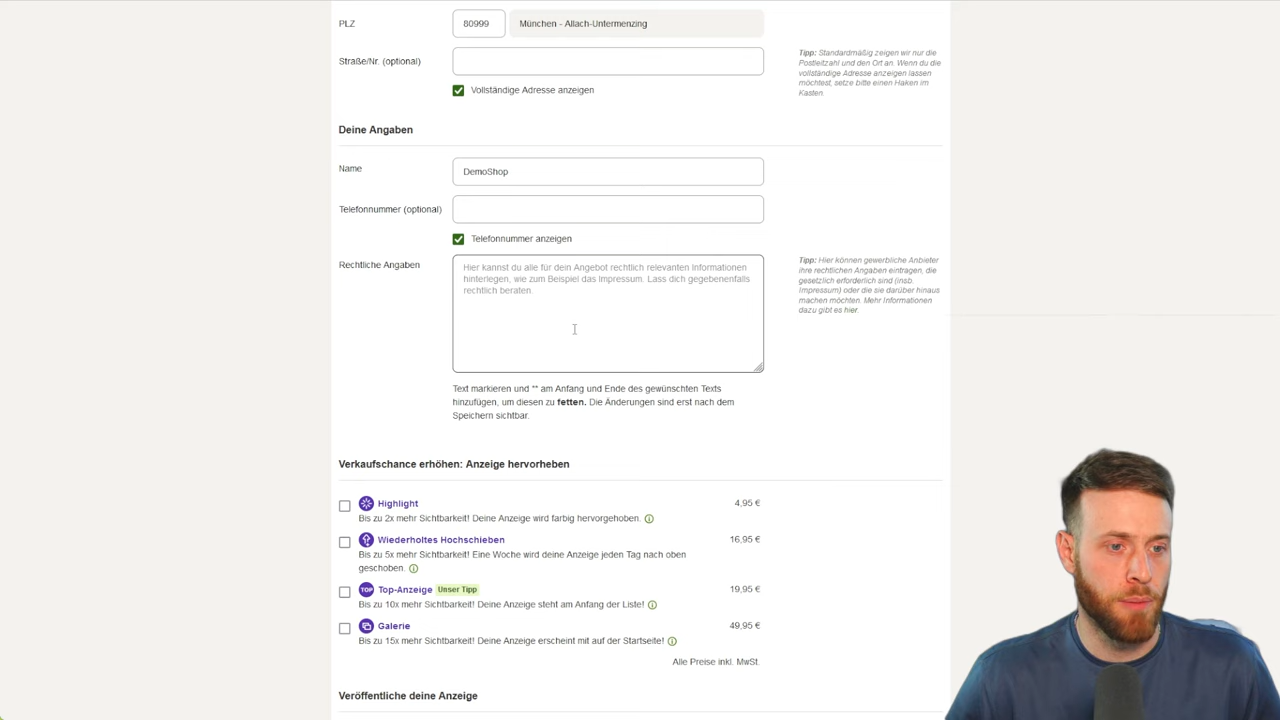 PLZ
80999
München - Allach-Untermenzing
Straße/Nr. (optional)
Tipp: Standardmäßig zeigen wir nur die
Postleitzahl und den Ort an. Wenn du die
vollständige Adresse anzeigen lassen
möchtest, setze bitte einen Haken im
Kasten.
Vollständige Adresse anzeigen
Deine Angaben
Name
DemoShop
Telefonnummer (optional)
Telefonnummer anzeigen
Rechtliche Angaben
Hier kannst du alle für dein Angebot rechtlich relevanten Informationen
hinterlegen, wie zum Beispiel das Impressum. Lass dich gegebenenfalls
rechtlich beraten.
Tipp: Hier können gewerbliche Anbieter
ihre rechtlichen Angaben eintragen, die
gesetzlich erforderlich sind (insb.
Impressum) oder die sie darüber hinaus
machen möchten. Mehr Informationen
dazu gibt es hier.
Text markieren und ** am Anfang und Ende des gewünschten Texts
hinzufügen, um diesen zu fetten. Die Änderungen sind erst nach dem
Speichern sichtbar.
Verkaufschance erhöhen: Anzeige hervorheben
Highlight
4,95 €
Bis zu 2x mehr Sichtbarkeit! Deine Anzeige wird farbig hervorgehoben.
Wiederholtes Hochschieben
16,95 €
Bis zu 5x mehr Sichtbarkeit! Eine Woche wird deine Anzeige jeden Tag nach oben
geschoben.
TOP Top-Anzeige Unser Tipp
19,95 €
Bis zu 10x mehr Sichtbarkeit! Deine Anzeige steht am Anfang der Liste!
Galerie
49,95 €
Bis zu 15x mehr Sichtbarkeit! Deine Anzeige erscheint mit auf der Startseite!
Alle Preise inkl. MwSt.
Veröffentliche deine Anzeige